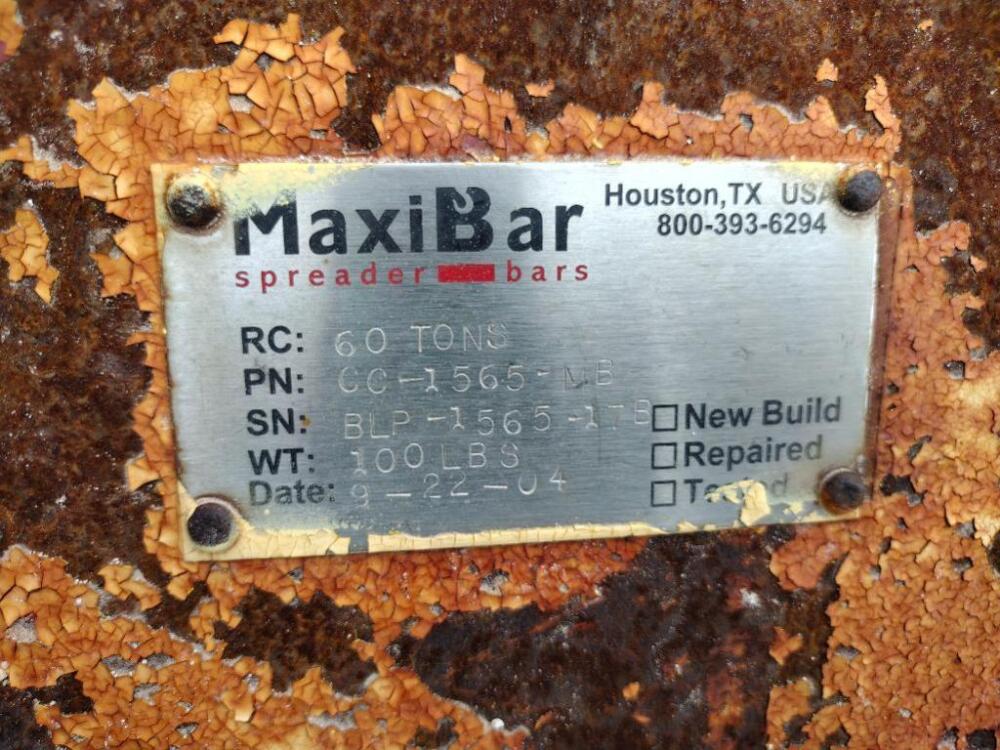 MaxiBar
spreader bars
Houston, TX USA
800-393-6294
RC: 60 TONS
PN: CC-1565-MB
SN: BLP-1565-17B
WT: 100 LBS
Date: 9-22-04
☐ New Build
☐ Repaired
☐ Tested